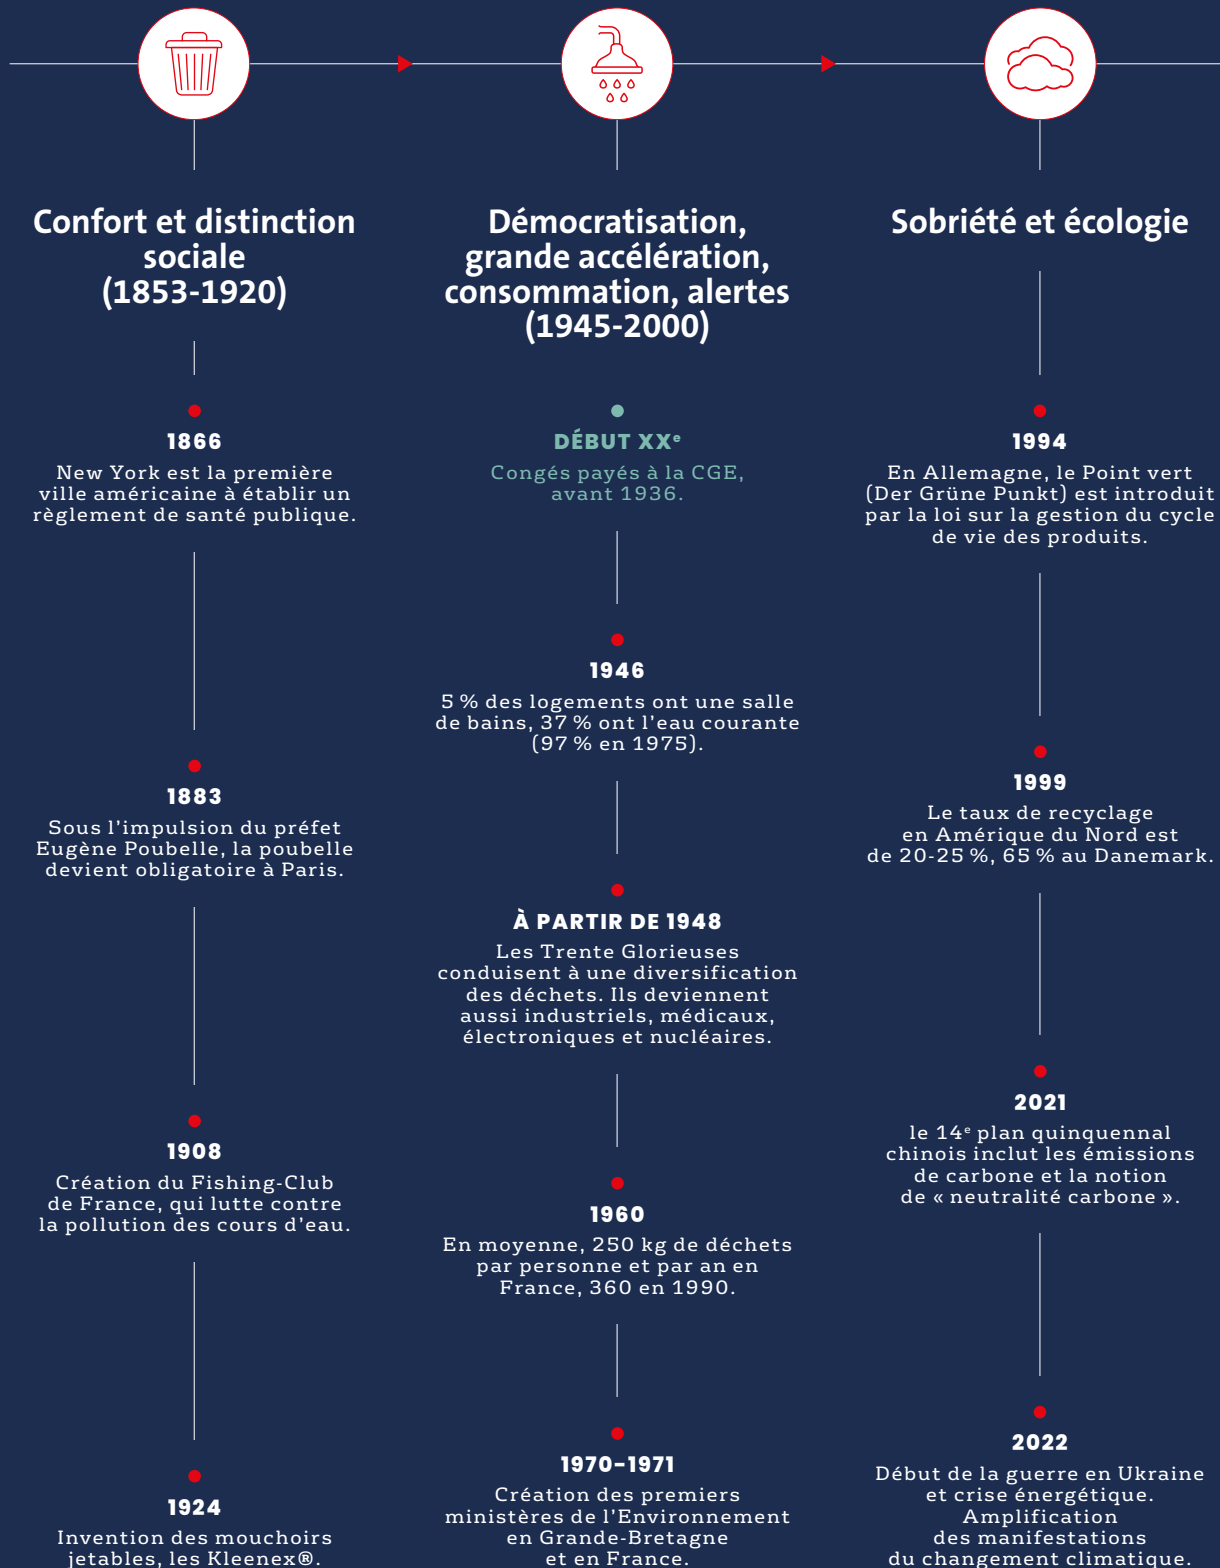 Confort et distinction
sociale
(1853-1920)
1866
New York est la première
ville américaine à établir un
règlement de santé publique.
1883
Sous l’impulsion du préfet
Eugène Poubelle, la poubelle
devient obligatoire à Paris.
1908
Création du Fishing-Club
de France, qui lutte contre
la pollution des cours d’eau.
1924
Invention des mouchoirs
jetables, les Kleenex®.
Démocratisation,
grande accélération,
consommation, alertes
(1945-2000)
DÉBUT XXᵉ
Congés payés à la CGE,
avant 1936.
1946
5 % des logements ont une salle
de bains, 37 % ont l’eau courante
(97 % en 1975).
À PARTIR DE 1948
Les Trente Glorieuses
conduisent à une diversification
des déchets. Ils deviennent
aussi industriels, médicaux,
électroniques et nucléaires.
1960
En moyenne, 250 kg de déchets
par personne et par an en
France, 360 en 1990.
1970-1971
Création des premiers
ministères de l’Environnement
en Grande-Bretagne
et en France.
Sobriété et écologie
1994
En Allemagne, le Point vert
(Der Grüne Punkt) est introduit
par la loi sur la gestion du cycle
de vie des produits.
1999
Le taux de recyclage
en Amérique du Nord est
de 20-25 %, 65 % au Danemark.
2021
le 14ᵉ plan quinquennal
chinois inclut les émissions
de carbone et la notion
de « neutralité carbone ».
2022
Début de la guerre en Ukraine
et crise énergétique.
Amplification
des manifestations
du changement climatique.